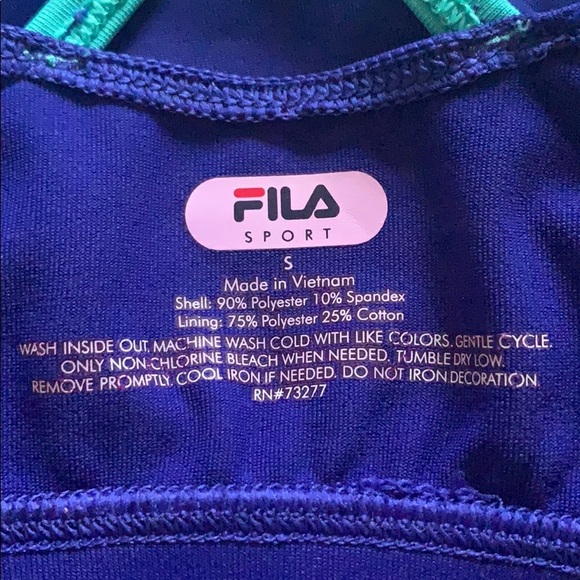 FILA
SPORT
S
Made in Vietnam
Shell: 90% Polyester 10% Spandex
Lining: 75% Polyester 25% Cotton
WASH INSIDE OUT, MACHINE WASH COLD WITH LIKE COLORS. GENTLE CYCLE.
ONLY NON-CHLORINE BLEACH WHEN NEEDED. TUMBLE DRY LOW.
REMOVE PROMPTLY. COOL IRON IF NEEDED. DO NOT IRON DECORATION
RN#73277